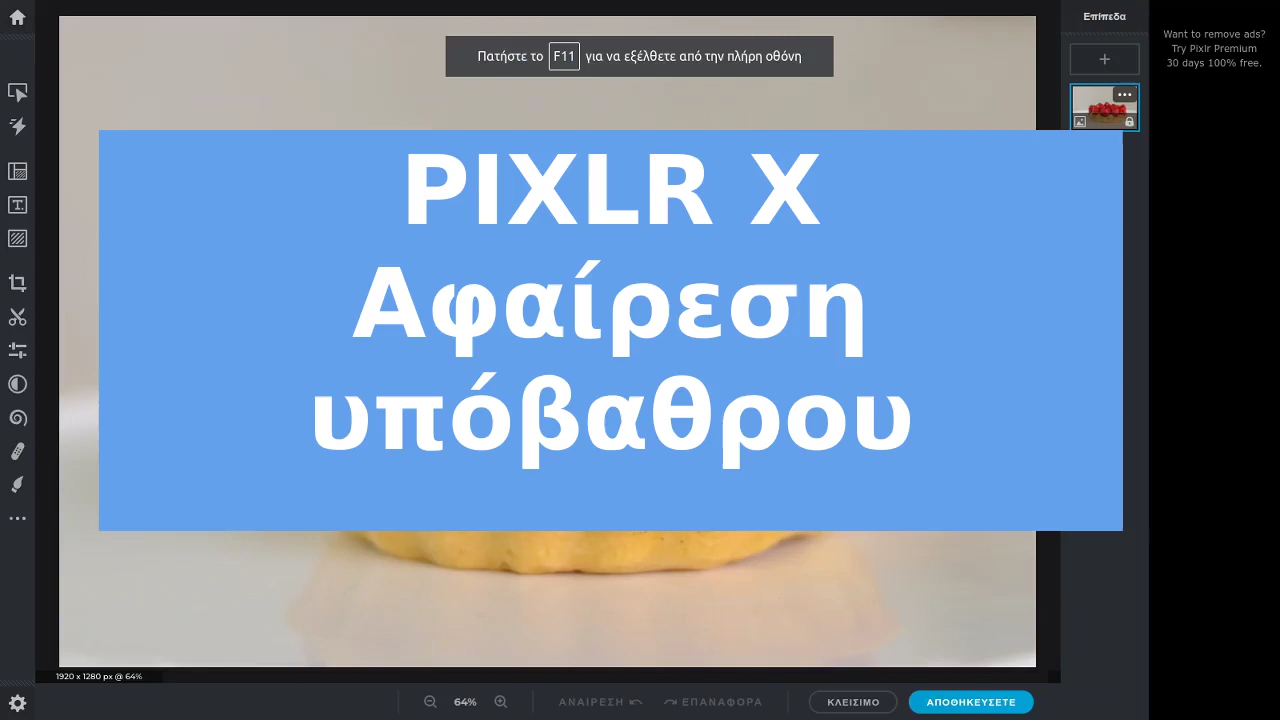 Επίπεδα
Want to remove ads?
Try Pixlr Premium
30 days 100% free.
Πατήστε το F11 για να εξέλθετε από την πλήρη οθόνη
PIXLR X
Αφαίρεση
υπόβαθρου
1920 x 1280 px @ 64%
64%
ΑΝΑΙΡΕΣΗ
ΕΠΑΝΑΦΟΡΑ
ΚΛΕΙΣΙΜΟ
ΑΠΟΘΗΚΕΥΣΕΤΕ